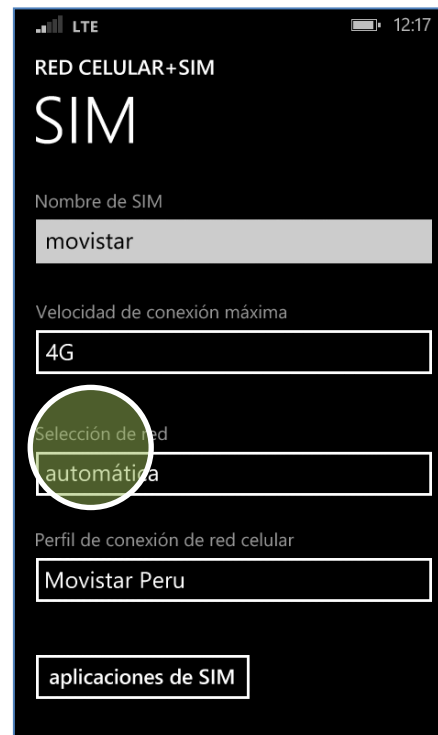 LTE 12:17
RED CELULAR+SIM
SIM
Nombre de SIM
movistar
Velocidad de conexión máxima
4G
Selección de red
automática
Perfil de conexión de red celular
Movistar Peru
aplicaciones de SIM